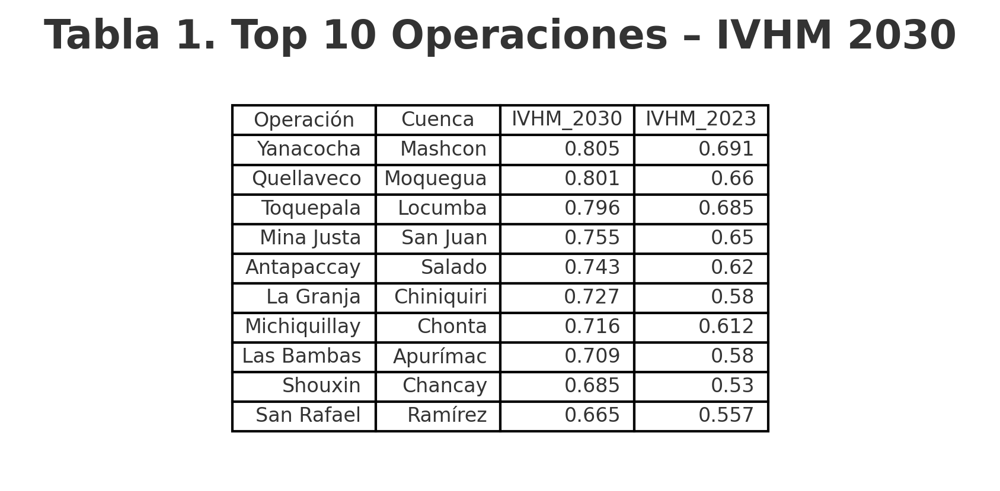 Tabla 1. Top 10 Operaciones – IVHM 2030
Operación Cuenca IVHM_2030 IVHM_2023
Yanacocha Mashcon 0.805 0.691
Quellaveco Moquegua 0.801 0.66
Toquepala Locumba 0.796 0.685
Mina Justa San Juan 0.755 0.65
Antapaccay Salado 0.743 0.62
La Granja Chiniquiri 0.727 0.58
Michiquillay Chonta 0.716 0.612
Las Bambas Apurímac 0.709 0.58
Shouxin Chancay 0.685 0.53
San Rafael Ramírez 0.665 0.557